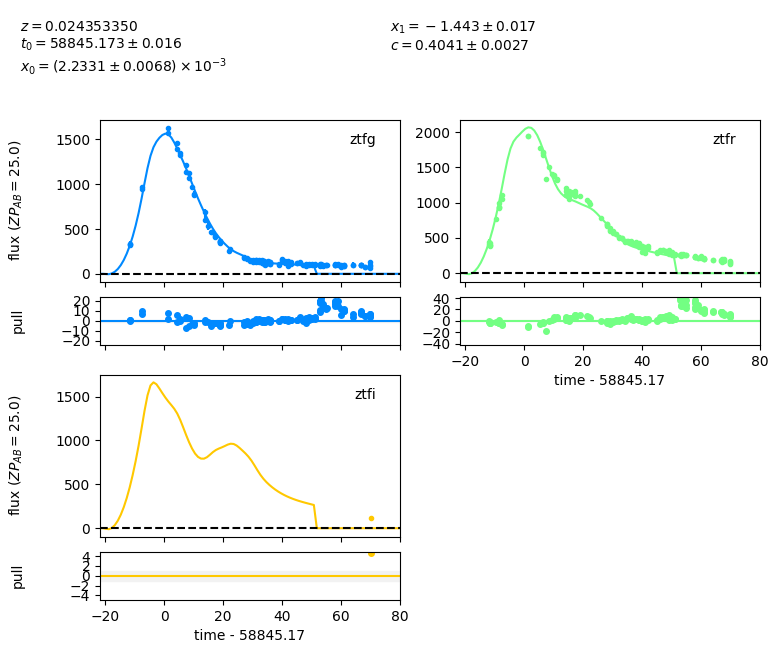 z = 0.024353350
t₀ = 58845.173 ± 0.016
x₀ = (2.2331 ± 0.0068) × 10⁻³
x₁ = −1.443 ± 0.017
c = 0.4041 ± 0.0027
flux (ZP_AB = 25.0)
1500
1000
500
0
ztfg
2000
1500
1000
500
0
ztfr
pull
20
10
0
−10
−20
40
20
0
−20
−40
−20 0 20 40 60 80
time - 58845.17
flux (ZP_AB = 25.0)
1500
1000
500
0
ztfi
pull
4
2
0
−2
−4
−20 0 20 40 60 80
time - 58845.17